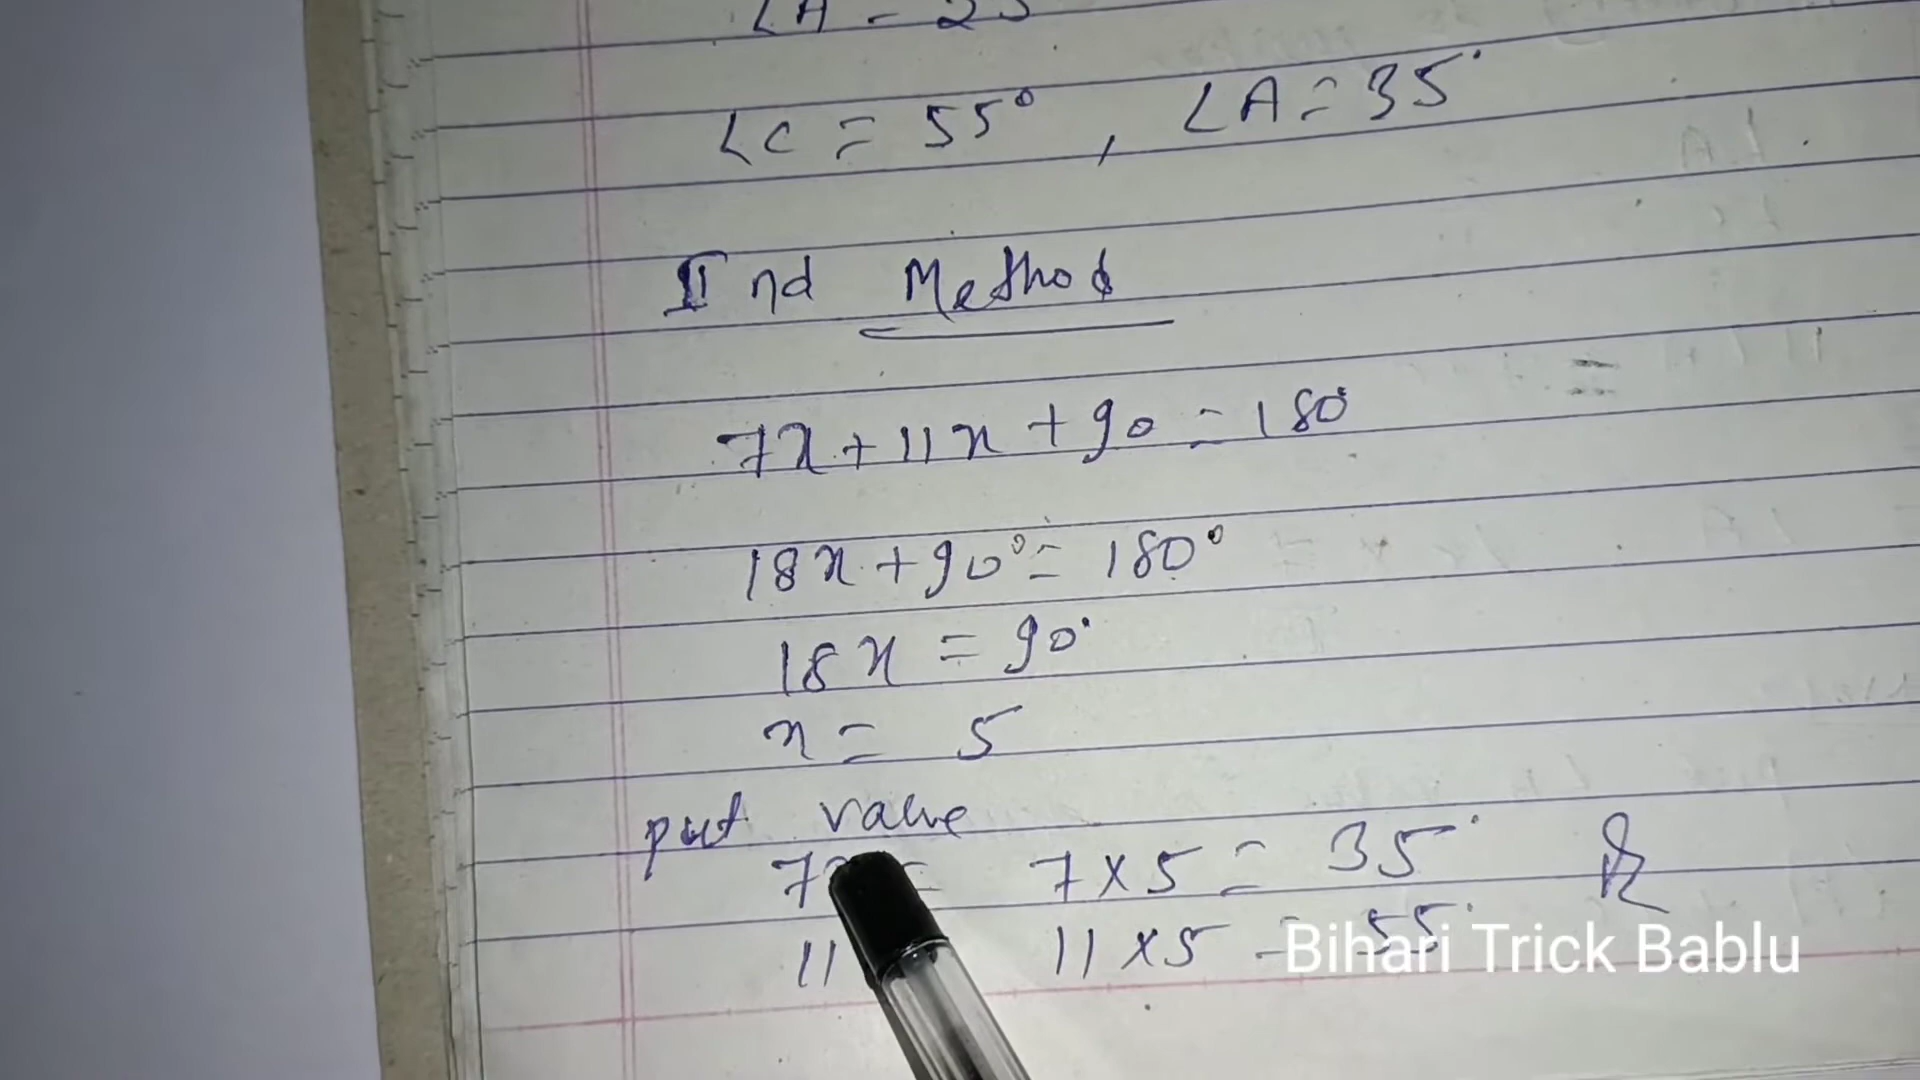 ∠C = 55° , ∠A = 35°
IInd Method
7x + 11x + 90 = 180°
18x + 90° = 180°
18x = 90°
x = 5
put value
7x = 7 × 5 = 35°
11 11 × 5 = 55°
Bihari Trick Bablu